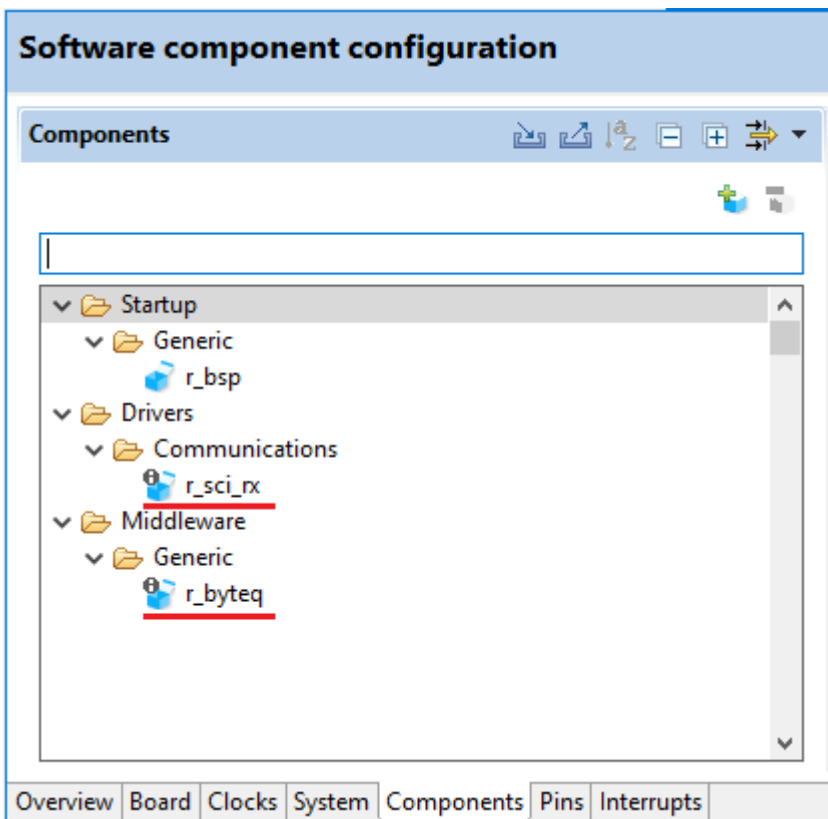 Software component configuration
Components
Startup
Generic
r_bsp
Drivers
Communications
r_sci_rx
Middleware
Generic
r_byteq
Overview Board Clocks System Components Pins Interrupts